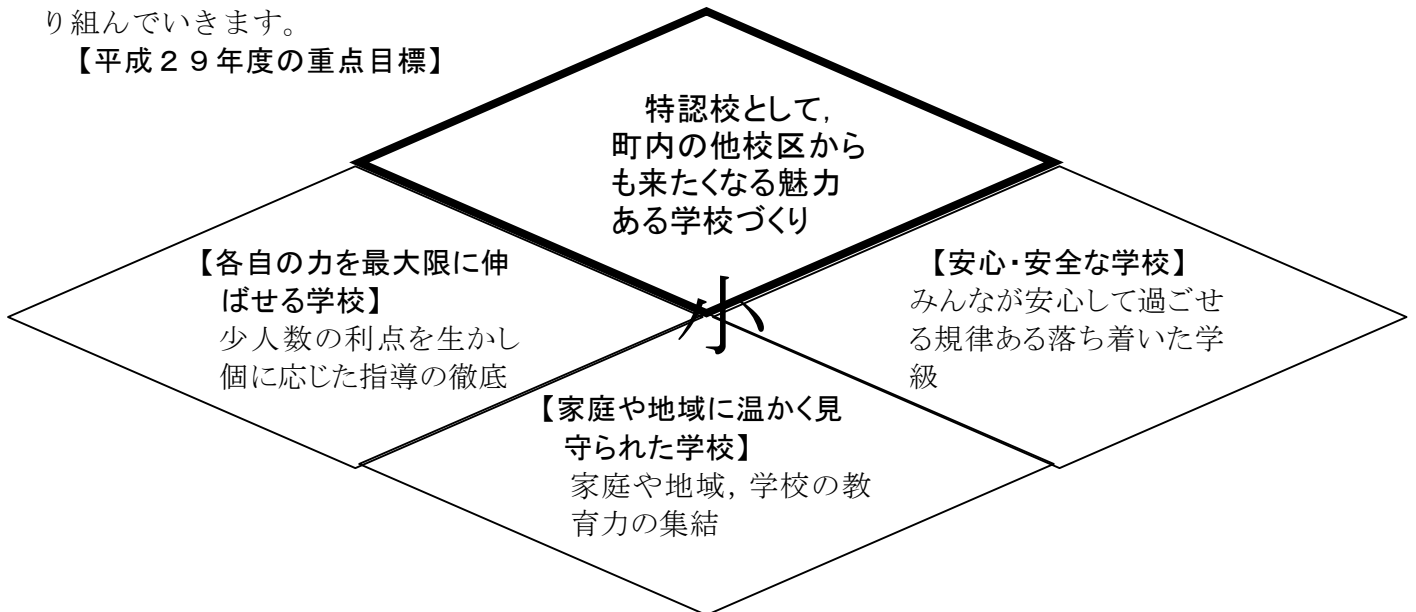 り組んでいきます。
【平成２９年度の重点目標】
特認校として，
町内の他校区から
も来たくなる魅力
ある学校づくり
【各自の力を最大限に伸
ばせる学校】
少人数の利点を生かし
個に応じた指導の徹底
小
【安心・安全な学校】
みんなが安心して過ごせ
る規律ある落ち着いた学
級
【家庭や地域に温かく見
守られた学校】
家庭や地域，学校の教
育力の集結